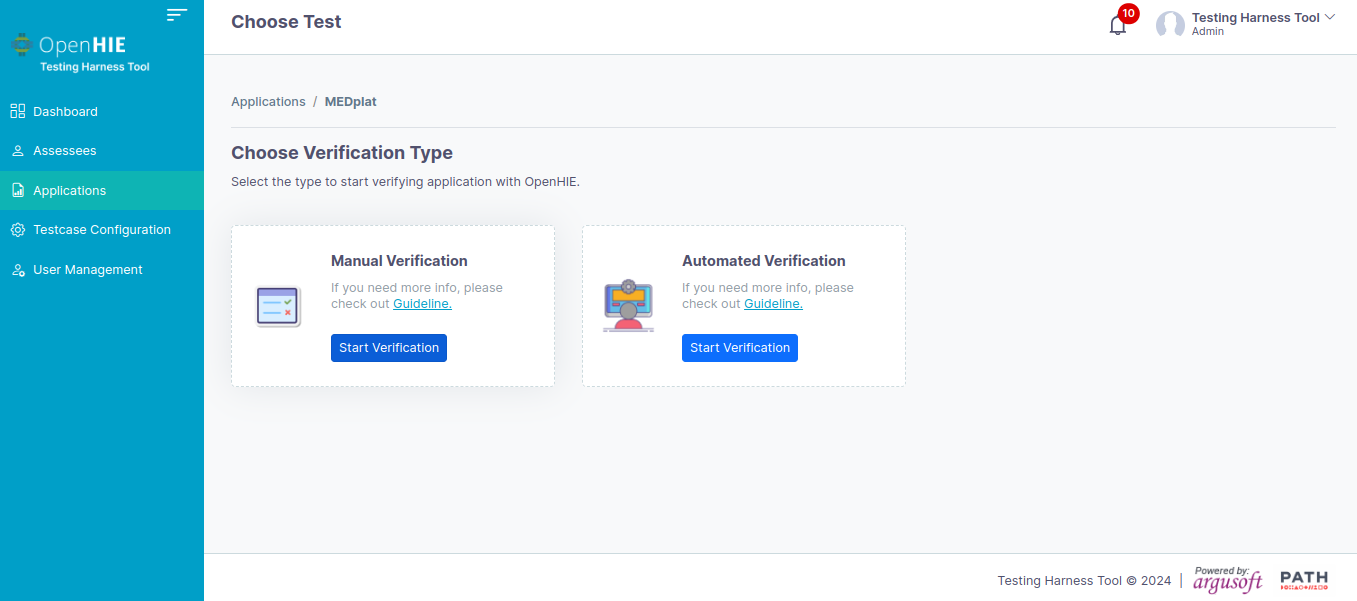 Choose Test
10
Testing Harness Tool
Admin
OpenHIE
Testing Harness Tool
Dashboard
Assessees
Applications
Testcase Configuration
User Management
Applications / MEDplat
Choose Verification Type
Select the type to start verifying application with OpenHIE.
Manual Verification
If you need more info, please
check out Guideline.
Start Verification
Automated Verification
If you need more info, please
check out Guideline.
Start Verification
Testing Harness Tool © 2024 |
Powered by:
argusoft
PATH